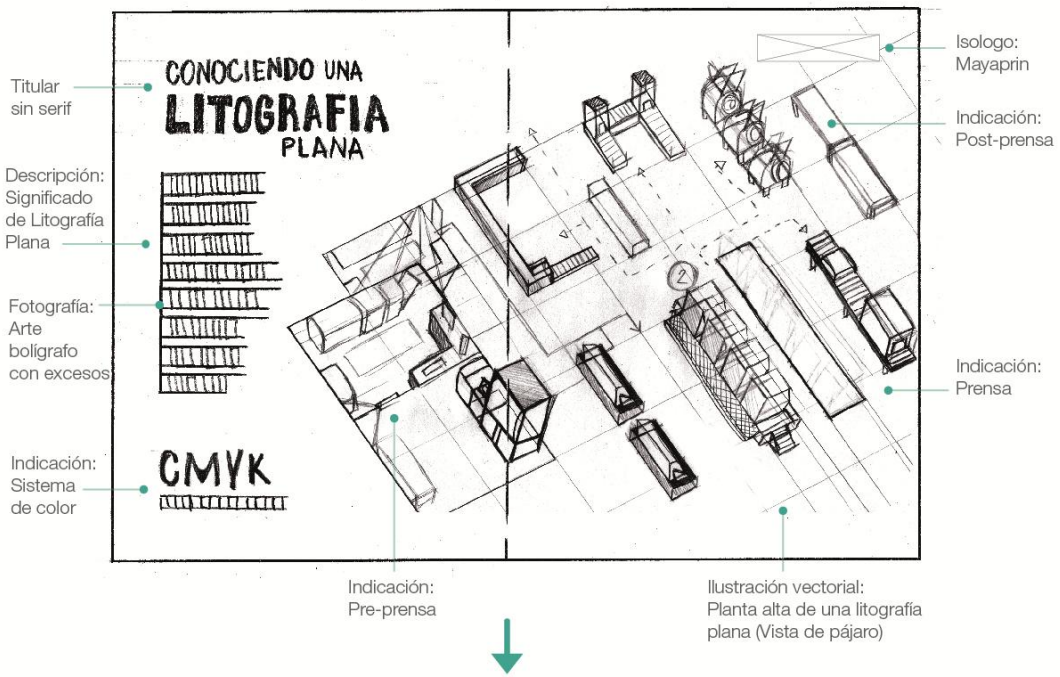 CONOCIENDO UNA
LITOGRAFIA
PLANA
Titular
sin serif
Descripción:
Significado
de Litografía
Plana
Fotografía:
Arte
bolígrafo
con excesos
CMYK
Indicación:
Sistema
de color
2
Isologo:
Mayaprin
Indicación:
Post-prensa
Indicación:
Prensa
Indicación:
Pre-prensa
Ilustración vectorial:
Planta alta de una litografía
plana (Vista de pájaro)